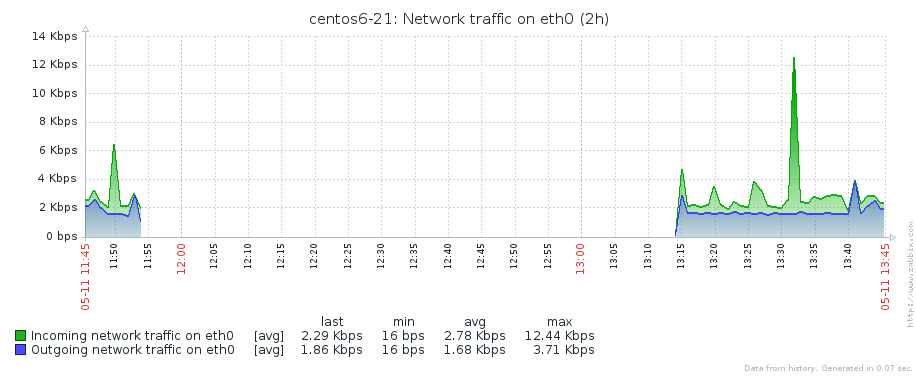 centos6-21: Network traffic on eth0 (2h)
14 Kbps
12 Kbps
10 Kbps
8 Kbps
6 Kbps
4 Kbps
2 Kbps
0 bps
05-11 11:45
11:50
11:55
12:00
12:05
12:10
12:15
12:20
12:25
12:30
12:35
12:40
12:45
12:50
12:55
13:00
13:05
13:10
13:15
13:20
13:25
13:30
13:35
13:40
05-11 13:45
https://www.zabbix.com
last min avg max
Incoming network traffic on eth0 [avg] 2.29 Kbps 16 bps 2.78 Kbps 12.44 Kbps
Outgoing network traffic on eth0 [avg] 1.86 Kbps 16 bps 1.68 Kbps 3.71 Kbps
Data from history. Generated in 0.07 sec.